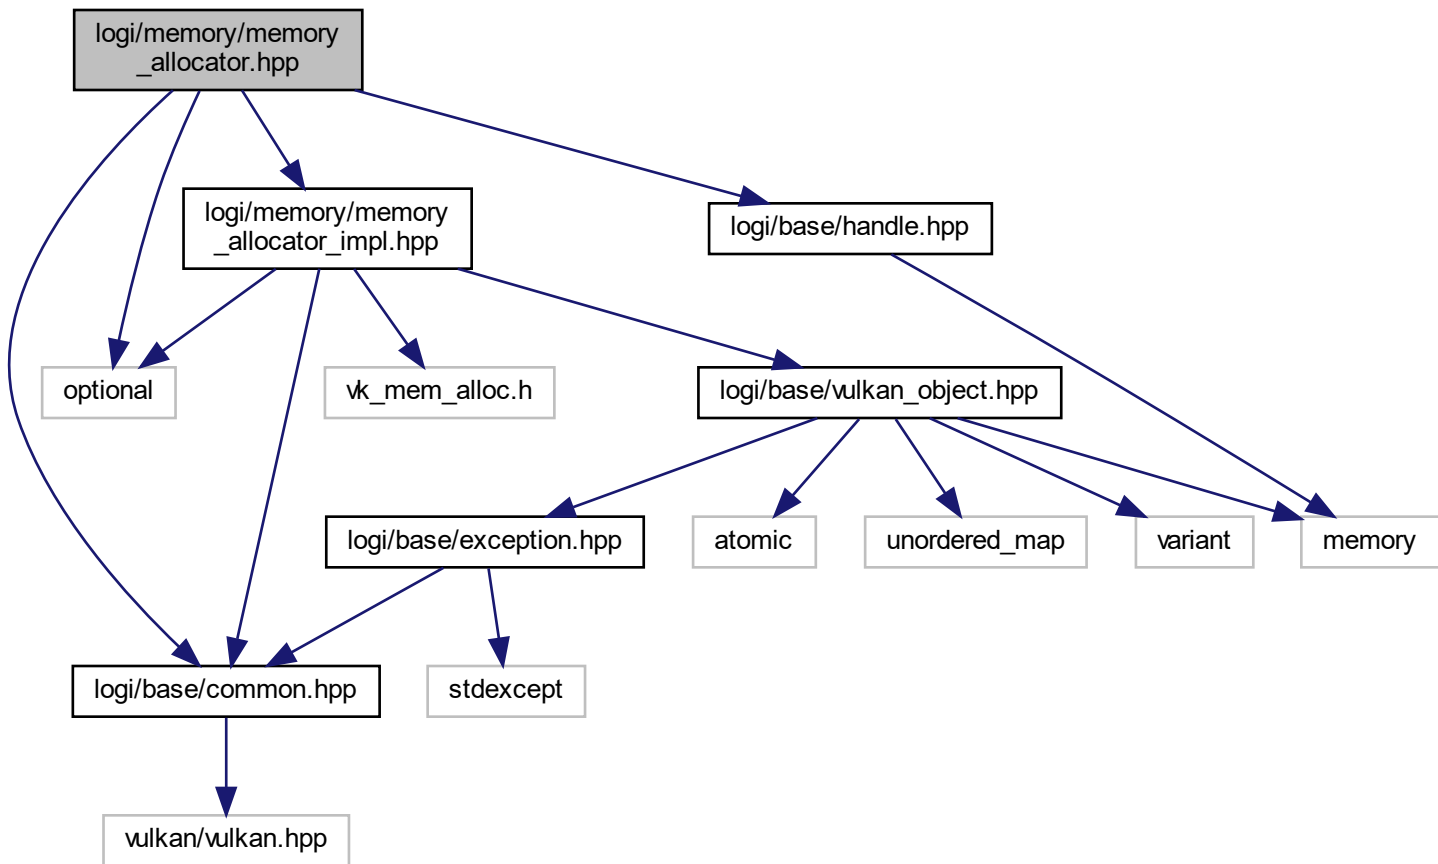 logi/memory/memory
_allocator.hpp
logi/memory/memory
_allocator_impl.hpp
logi/base/handle.hpp
optional
vk_mem_alloc.h
logi/base/vulkan_object.hpp
logi/base/exception.hpp
atomic
unordered_map
variant
memory
logi/base/common.hpp
stdexcept
vulkan/vulkan.hpp